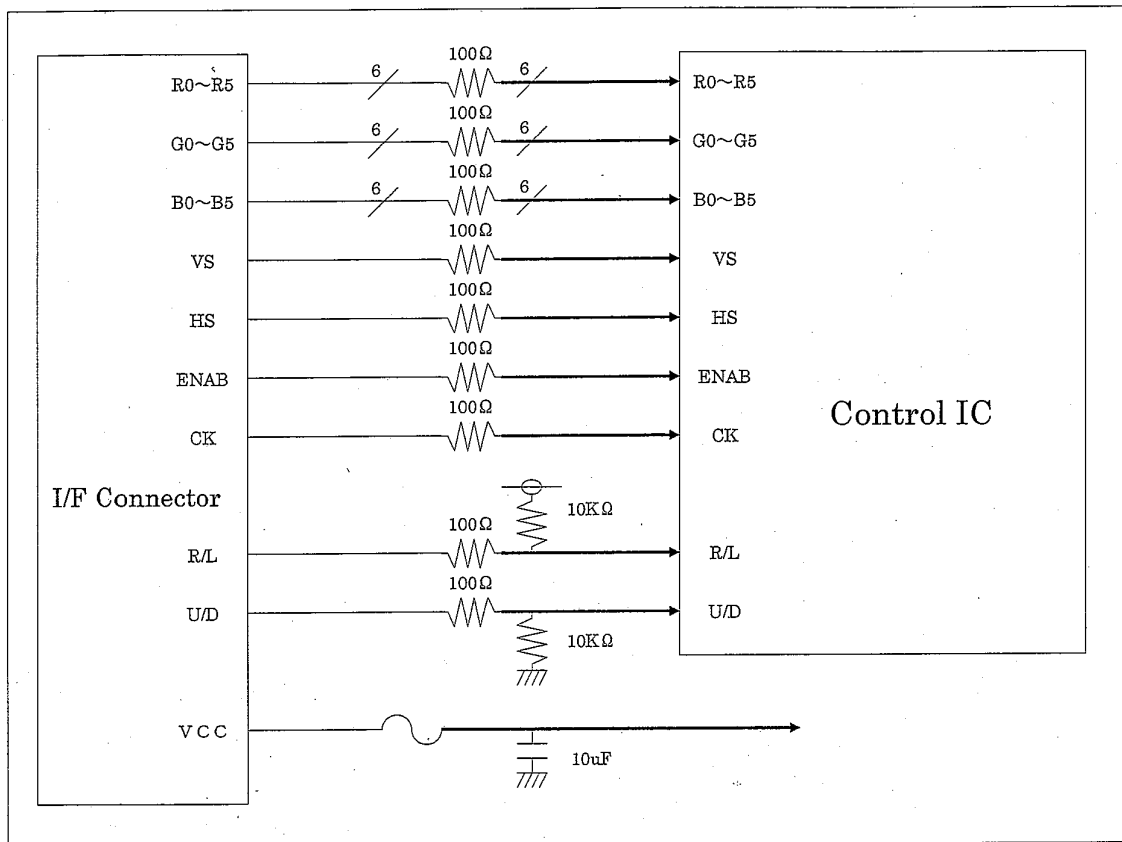 100Ω
R0~R5 6 6 R0~R5
100Ω
G0~G5 6 6 G0~G5
100Ω
B0~B5 6 6 B0~B5
100Ω
VS VS
100Ω
HS HS
100Ω
ENAB ENAB
100Ω
CK CK
Control IC
I/F Connector
10KΩ
100Ω
R/L R/L
100Ω
U/D U/D
10KΩ
VCC
10uF